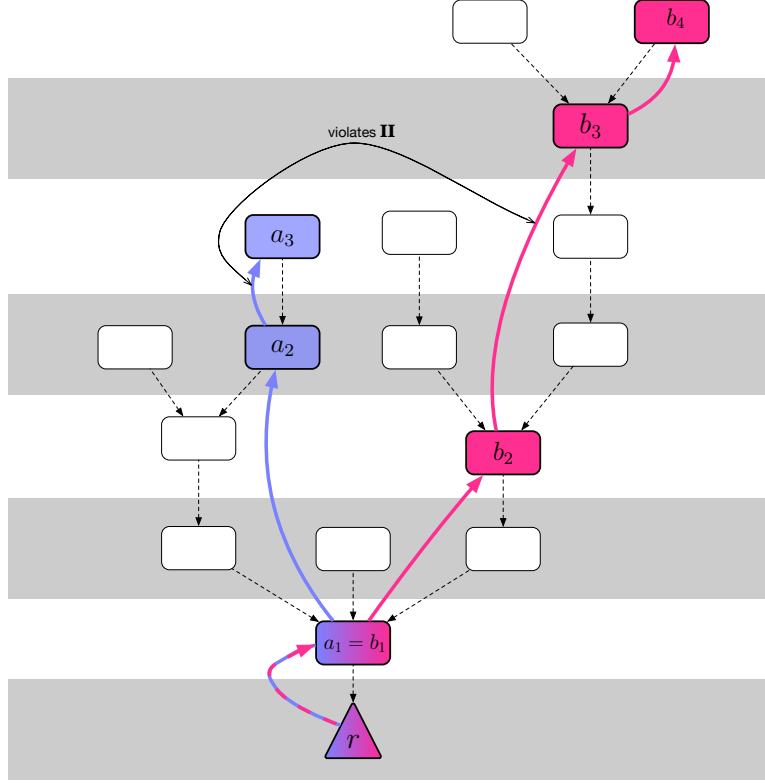 b₄
b₃
violates II
a₃
a₂
b₂
a₁ = b₁
r